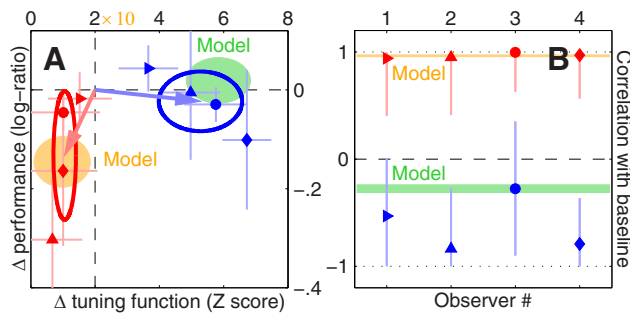 0 2×10 4 6 8
1 2 3 4
A
Model
B
Model
Model
Model
Δ performance (log−ratio)
0
−.2
−.4
1
0
−1
Correlation with baseline
Δ tuning function (Z score)
Observer #